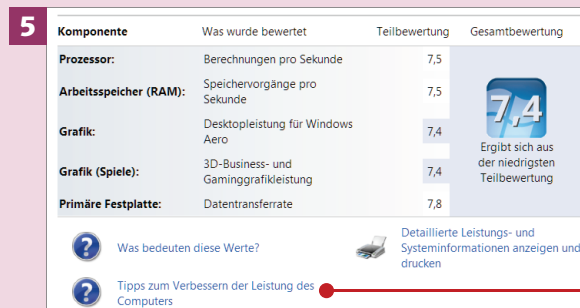 5
Komponente Was wurde bewertet Teilbewertung Gesamtbewertung
Prozessor: Berechnungen pro Sekunde 7,5
Arbeitsspeicher (RAM): Speichervorgänge pro
Sekunde 7,5
Grafik: Desktopleistung für Windows
Aero 7,4
Grafik (Spiele): 3D-Business- und
Gaminggrafikleistung 7,4
Primäre Festplatte: Datentransferrate 7,8
7,4
Ergibt sich aus
der niedrigsten
Teilbewertung
Was bedeuten diese Werte?
Detaillierte Leistungs- und
Systeminformationen anzeigen und
drucken
Tipps zum Verbessern der Leistung des
Computers